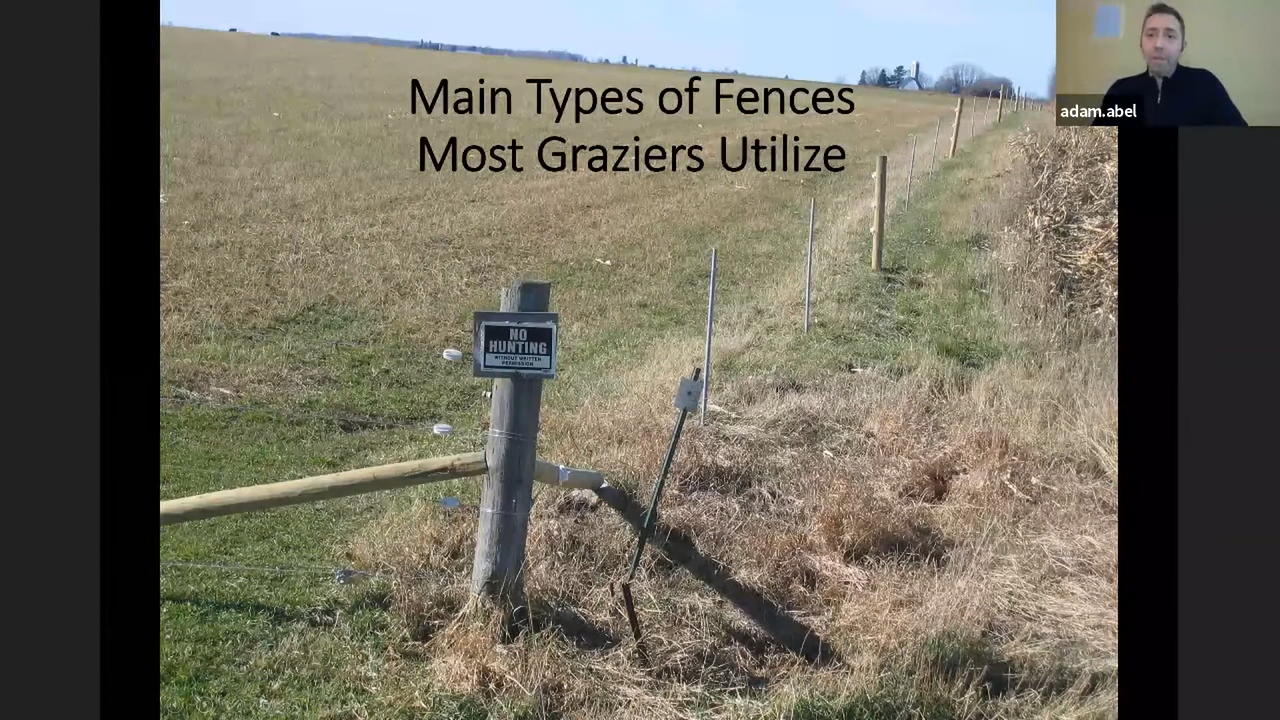 Main Types of Fences
Most Graziers Utilize
adam.abel
NO
HUNTING
WITHOUT WRITTEN
PERMISSION